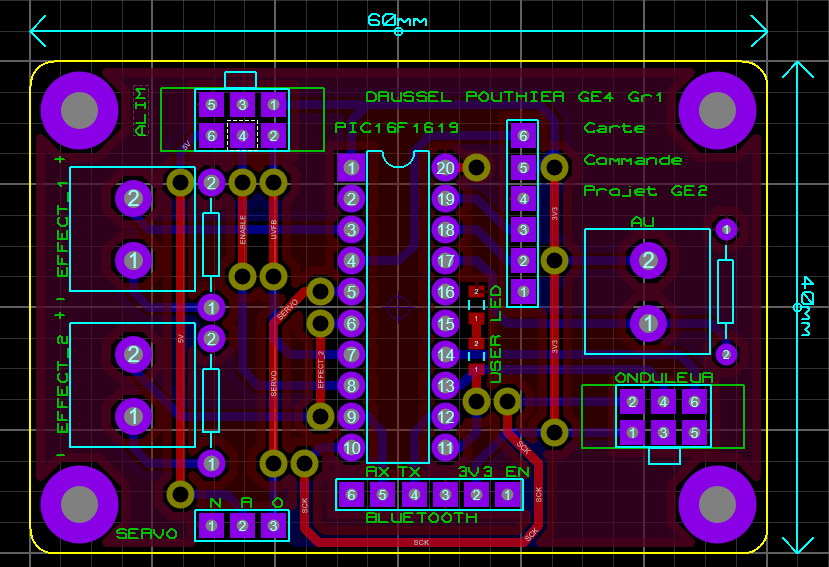 60mm
DRUSSEL POUTHIER GE4 Gr1
ALIM
5 3 1
6 4 2
PIC16F1619
Carte
Commande
Projet GE2
5V
+
EFFECT_1
-
2
1
2
1
ENABLE
UVFB
1 20
2 19
3 18
4 17
5 16
6 15
7 14
8 13
9 12
10 11
6
5
4
3
2
1
3V3
AU
2
1
1
2
40mm
SERVO
LED
2
1
USER
2
1
+
EFFECT_2
-
2
1
2
1
5V
SERVO
EFFECT_2
3V3
ONDULEUR
2 4 6
1 3 5
SCK
RX TX 3V3 EN
6 5 4 3 2 1
BLUETOOTH
SCK
SCK
SCK
SCK
N R O
SERVO
1 2 3